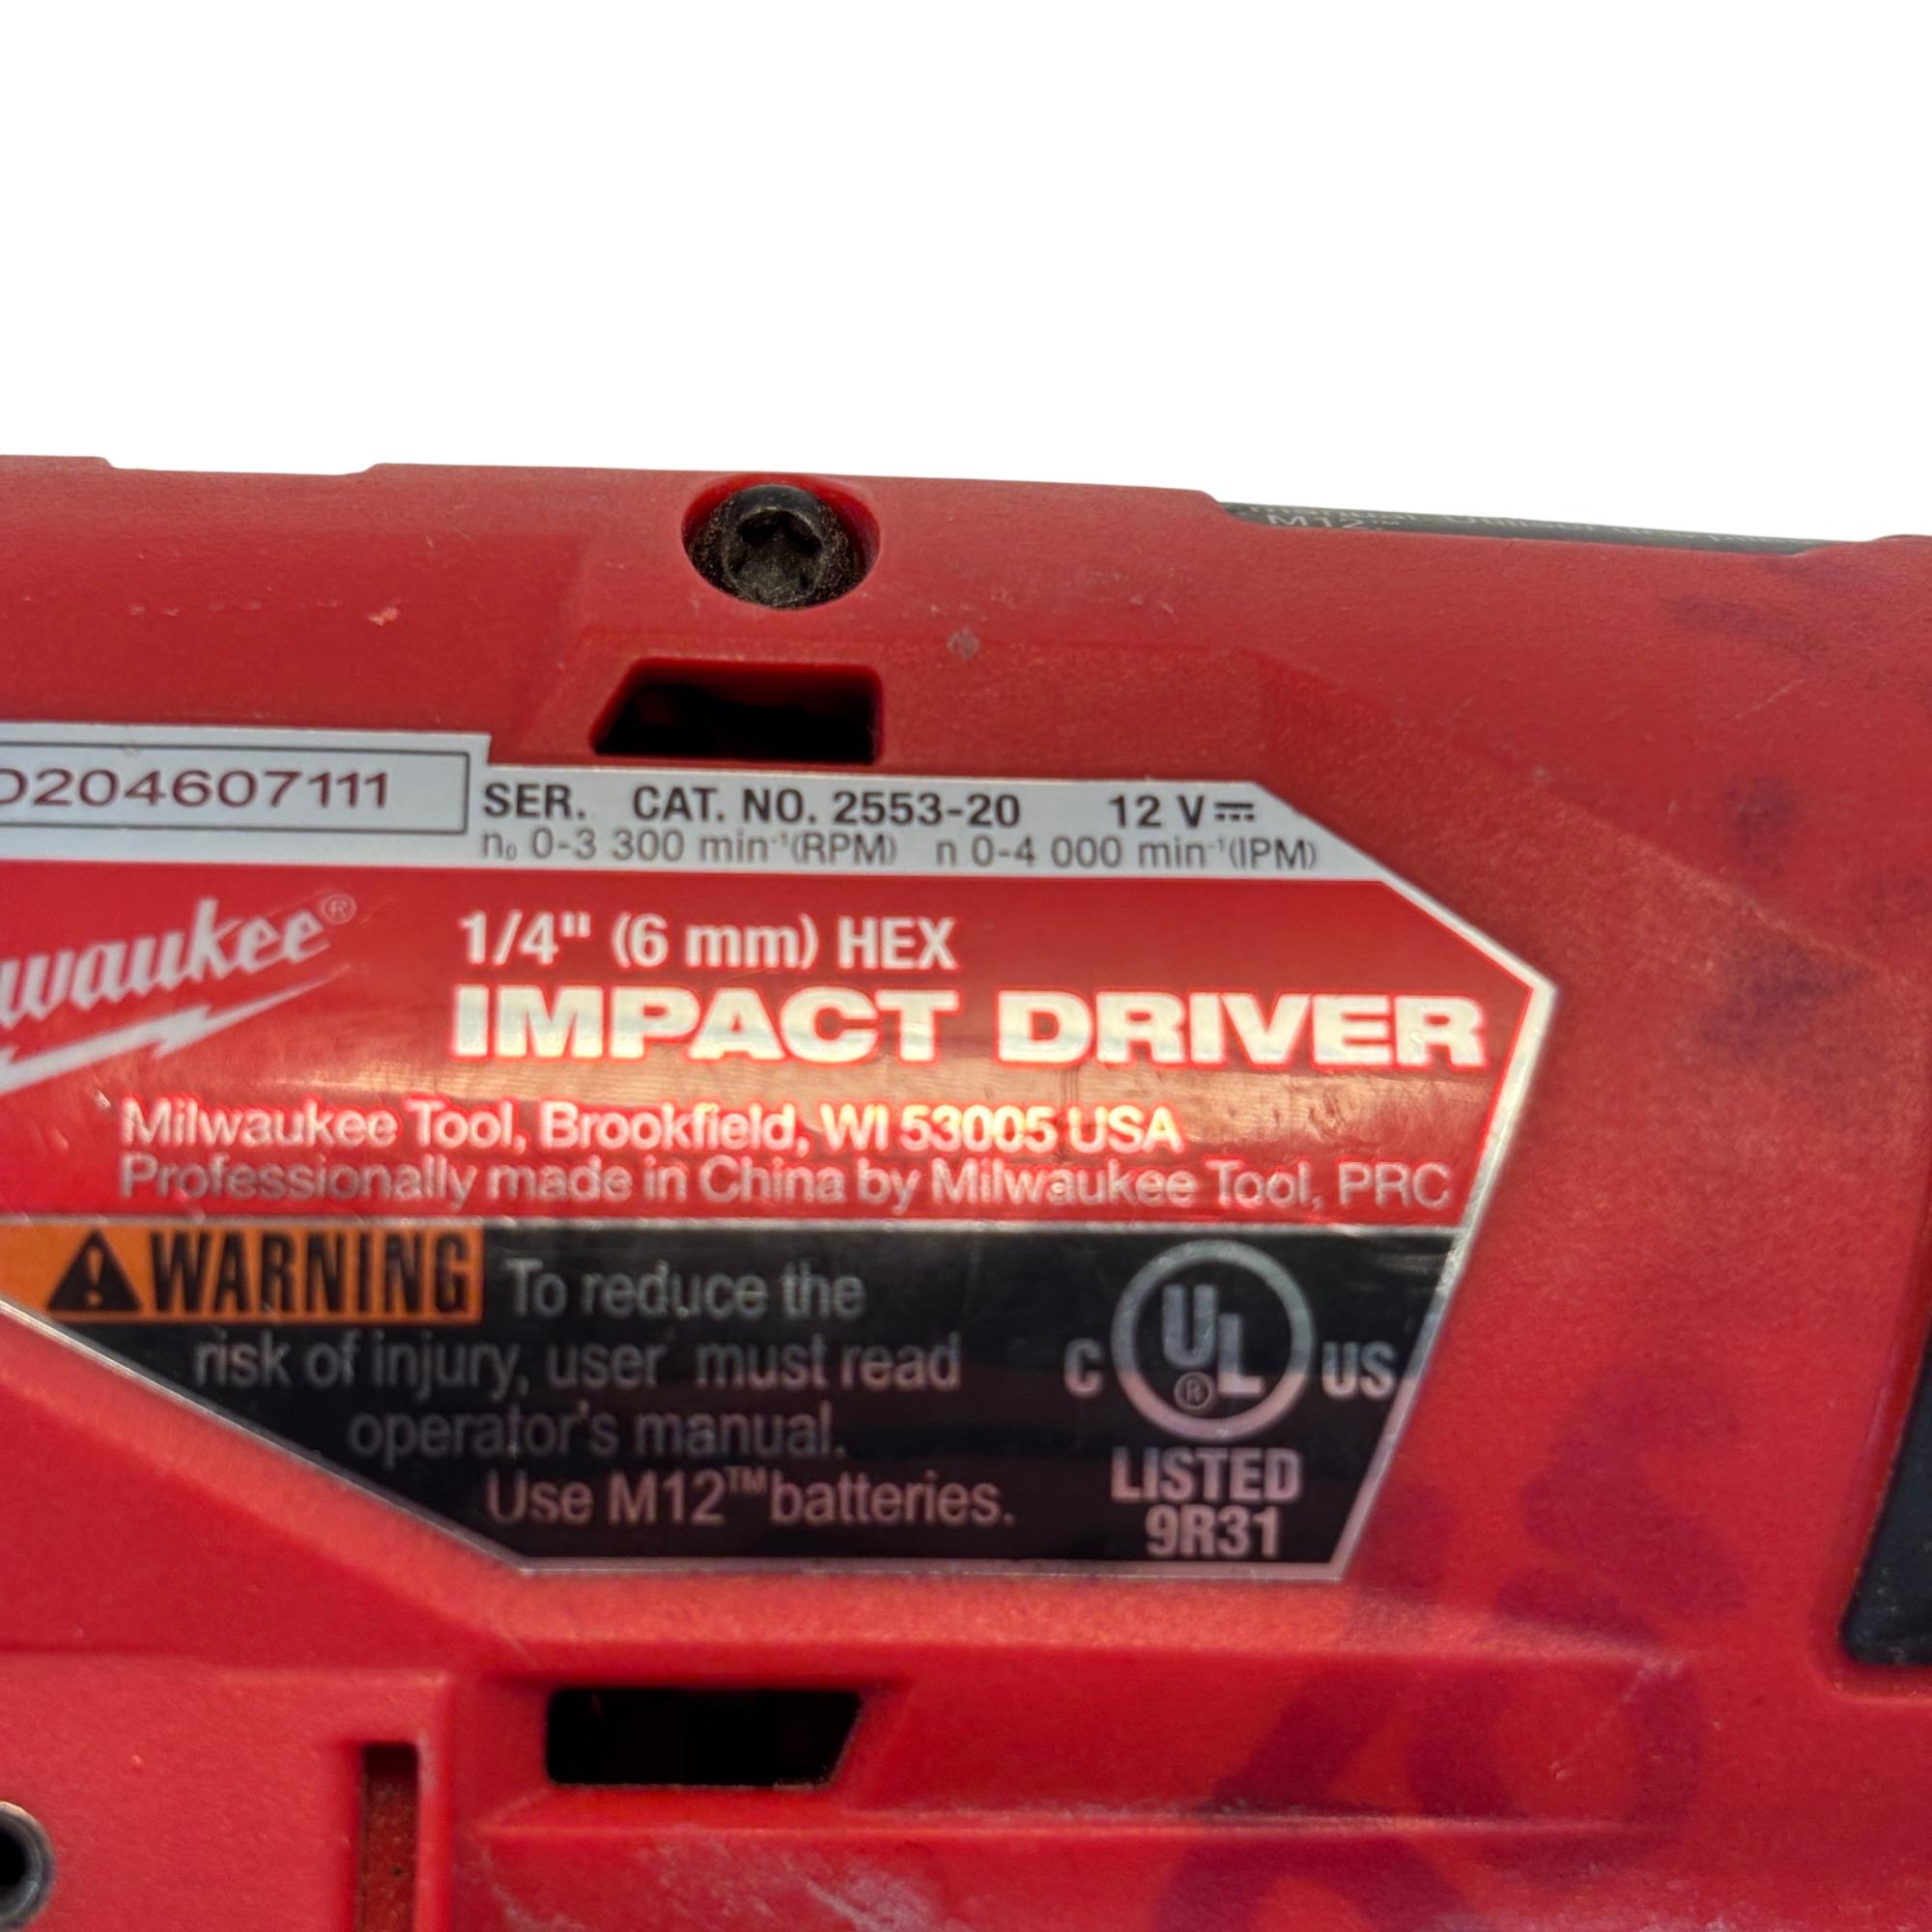 M12™
D204607111 SER. CAT. NO. 2553-20 12 V
n₀ 0-3 300 min⁻¹(RPM) n 0-4 000 min⁻¹(IPM)
waukee®
1/4" (6 mm) HEX
IMPACT DRIVER
Milwaukee Tool, Brookfield, WI 53005 USA
Professionally made in China by Milwaukee Tool, PRC
WARNING To reduce the
risk of injury, user must read
operator's manual.
Use M12™ batteries.
C UL® US
LISTED
9R31